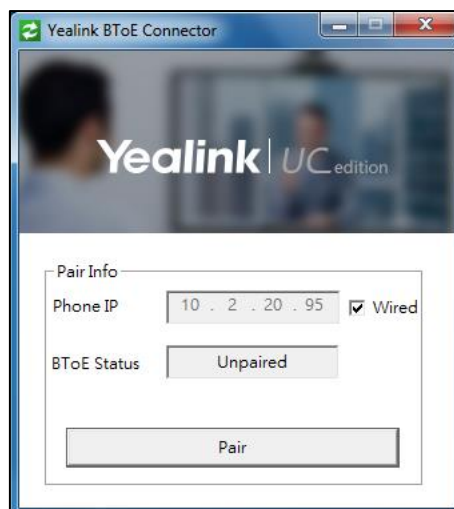 Yealink BToE Connector
Yealink | UC edition
Pair Info
Phone IP 10 . 2 . 20 . 95 Wired
BToE Status Unpaired
Pair